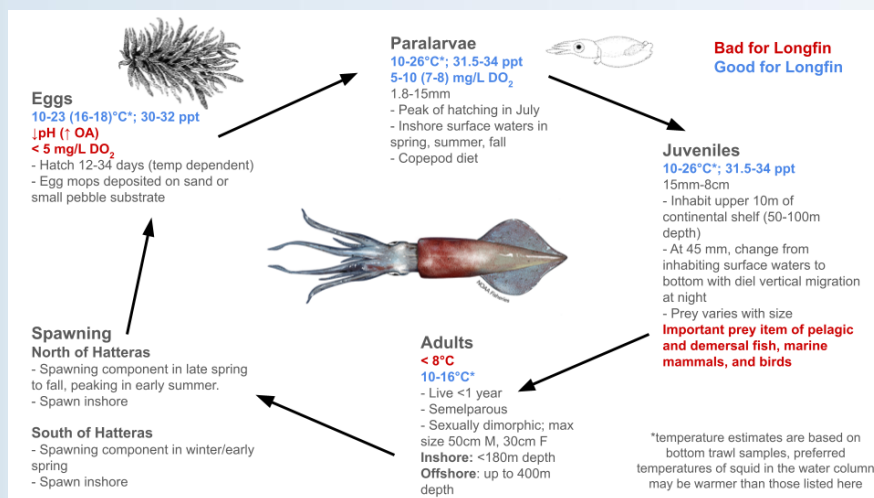 Bad for Longfin
Good for Longfin
Eggs
10-23 (16-18)°C*; 30-32 ppt
↓pH (↑ OA)
< 5 mg/L DO₂
- Hatch 12-34 days (temp dependent)
- Egg mops deposited on sand or
small pebble substrate
Paralarvae
10-26°C*; 31.5-34 ppt
5-10 (7-8) mg/L DO₂
1.8-15mm
- Peak of hatching in July
- Inshore surface waters in
spring, summer, fall
- Copepod diet
Juveniles
10-26°C*; 31.5-34 ppt
15mm-8cm
- Inhabit upper 10m of
continental shelf (50-100m
depth)
- At 45 mm, change from
inhabiting surface waters to
bottom with diel vertical migration
at night
- Prey varies with size
Important prey item of pelagic
and demersal fish, marine
mammals, and birds
NOAA Fisheries
Adults
< 8°C
10-16°C*
- Live <1 year
- Semelparous
- Sexually dimorphic; max
size 50cm M, 30cm F
Inshore: <180m depth
Offshore: up to 400m
depth
Spawning
North of Hatteras
- Spawning component in late spring
to fall, peaking in early summer.
- Spawn inshore
South of Hatteras
- Spawning component in winter/early
spring
- Spawn inshore
*temperature estimates are based on
bottom trawl samples, preferred
temperatures of squid in the water column
may be warmer than those listed here